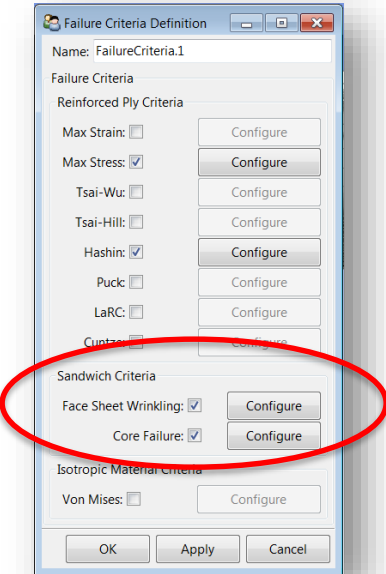 Failure Criteria Definition
Name: FailureCriteria.1
Failure Criteria
Reinforced Ply Criteria
Max Strain: Configure
Max Stress: Configure
Tsai-Wu: Configure
Tsai-Hill: Configure
Hashin: Configure
Puck: Configure
LaRC: Configure
Cuntze: Configure
Sandwich Criteria
Face Sheet Wrinkling: Configure
Core Failure: Configure
Isotropic Material Criteria
Von Mises: Configure
OK Apply Cancel